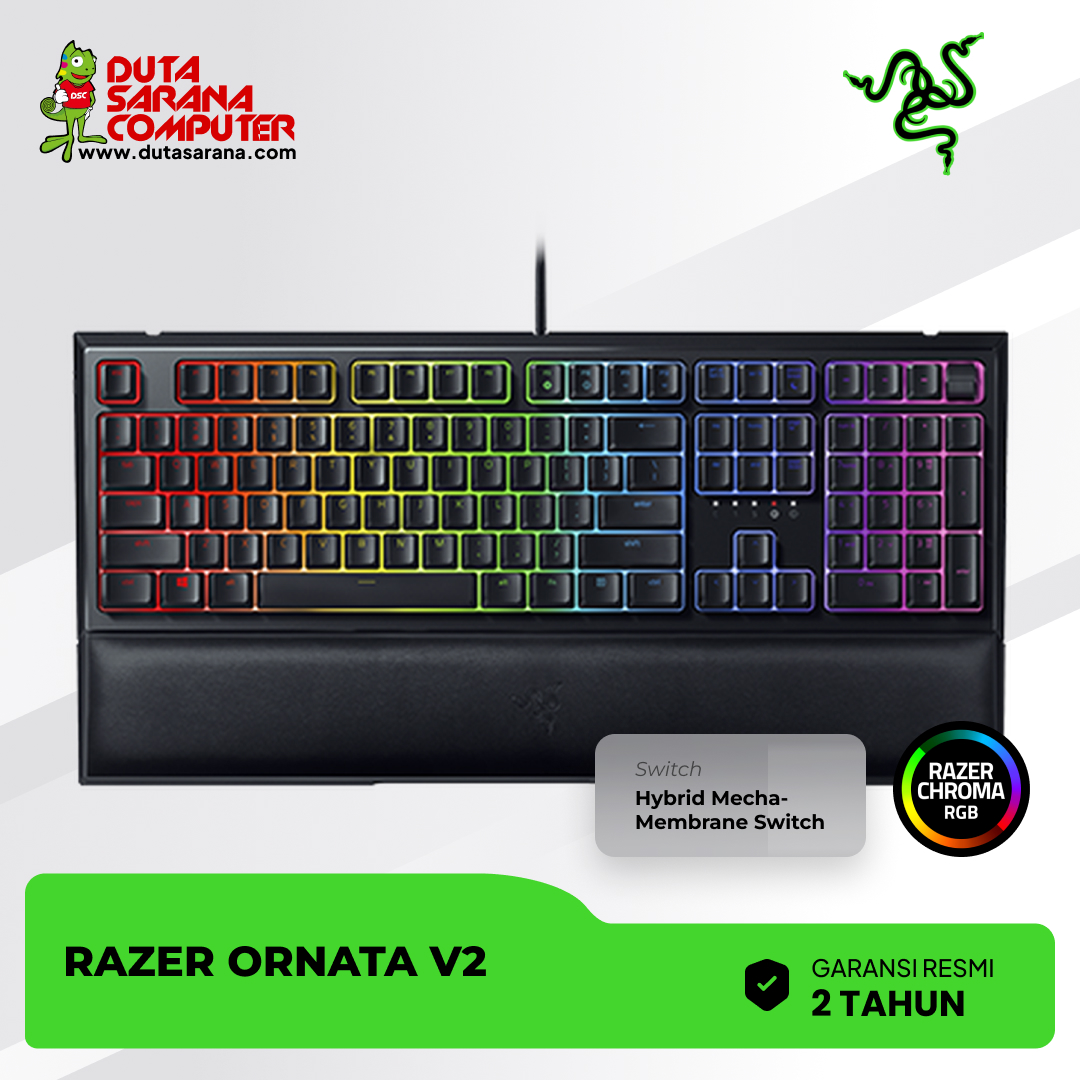 DUTA
SARANA
COMPUTER
DSC
www.dutasarana.com
Switch
Hybrid Mecha-
Membrane Switch
RAZER
CHROMA
RGB
RAZER ORNATA V2
GARANSI RESMI
2 TAHUN